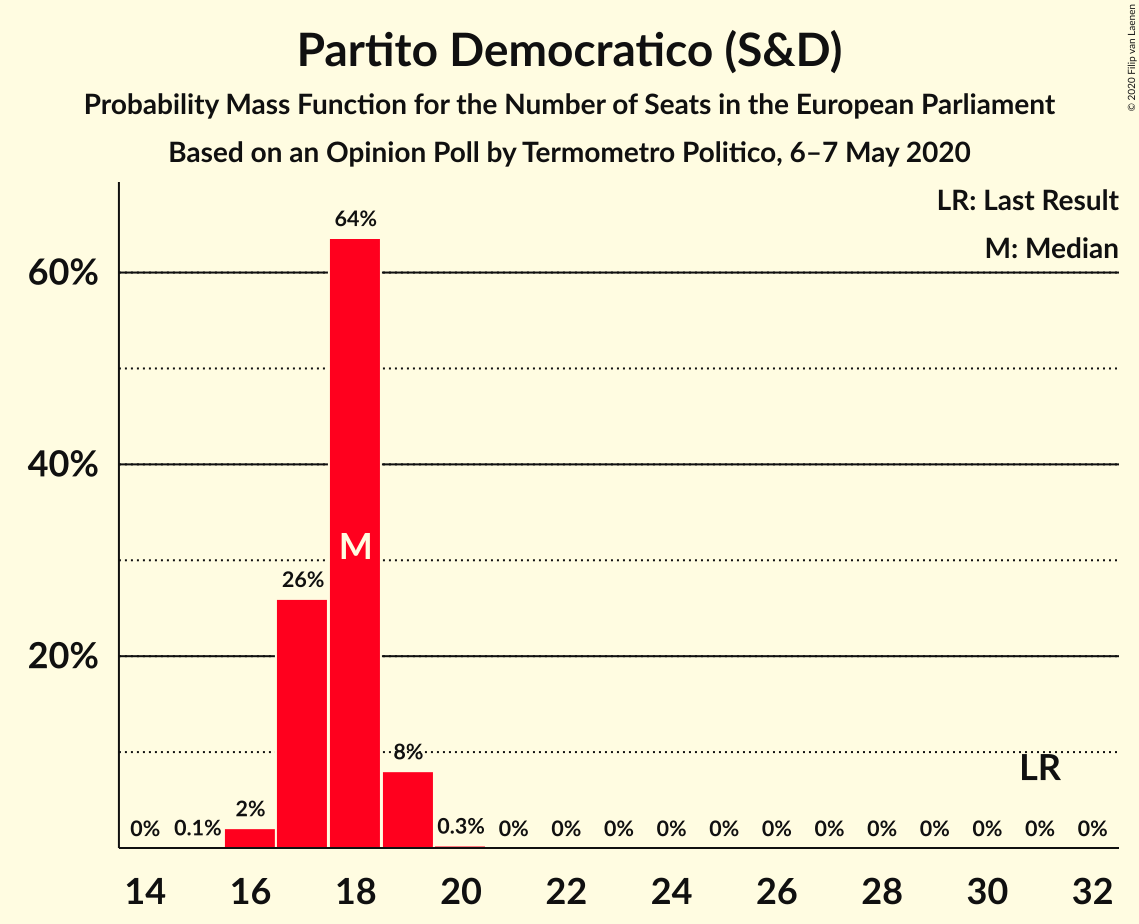 Partito Democratico (S&D)
Probability Mass Function for the Number of Seats in the European Parliament
Based on an Opinion Poll by Termometro Politico, 6–7 May 2020
© 2020 Filip van Laenen
LR: Last Result
M: Median
60%
40%
20%
0% 0.1% 2% 26% 64% 8% 0.3% 0% 0% 0% 0% 0% 0% 0% 0% 0% 0% 0% 0%
M
LR
14 16 18 20 22 24 26 28 30 32